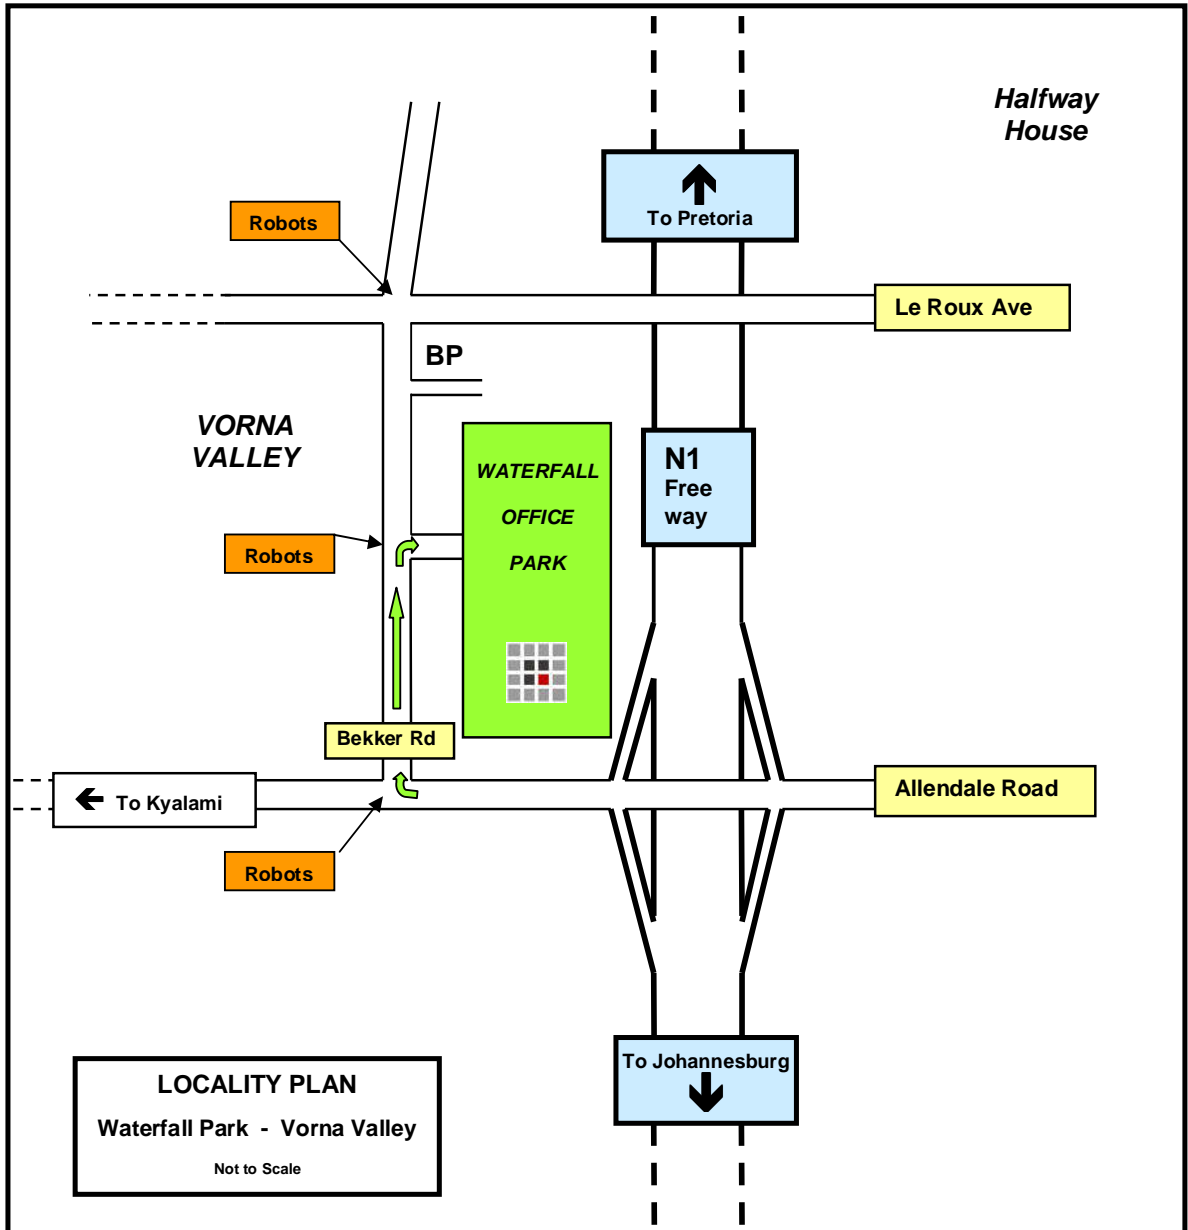 Halfway
House
To Pretoria
Robots
Le Roux Ave
BP
VORNA
VALLEY
N1
Free
way
WATERFALL
OFFICE
PARK
Robots
Bekker Rd
To Kyalami
Allendale Road
Robots
To Johannesburg
LOCALITY PLAN
Waterfall Park - Vorna Valley
Not to Scale